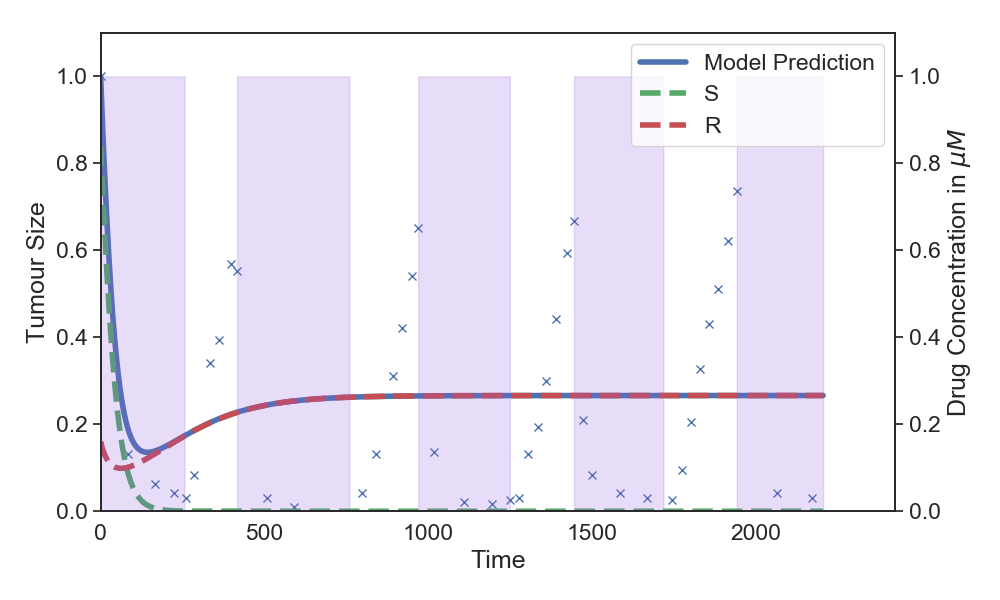 Model Prediction
S
R
1.0
0.8
0.6
0.4
0.2
0.0
Tumour Size
1.0
0.8
0.6
0.4
0.2
0.0
Drug Concentration in μM
0
500
1000
1500
2000
Time